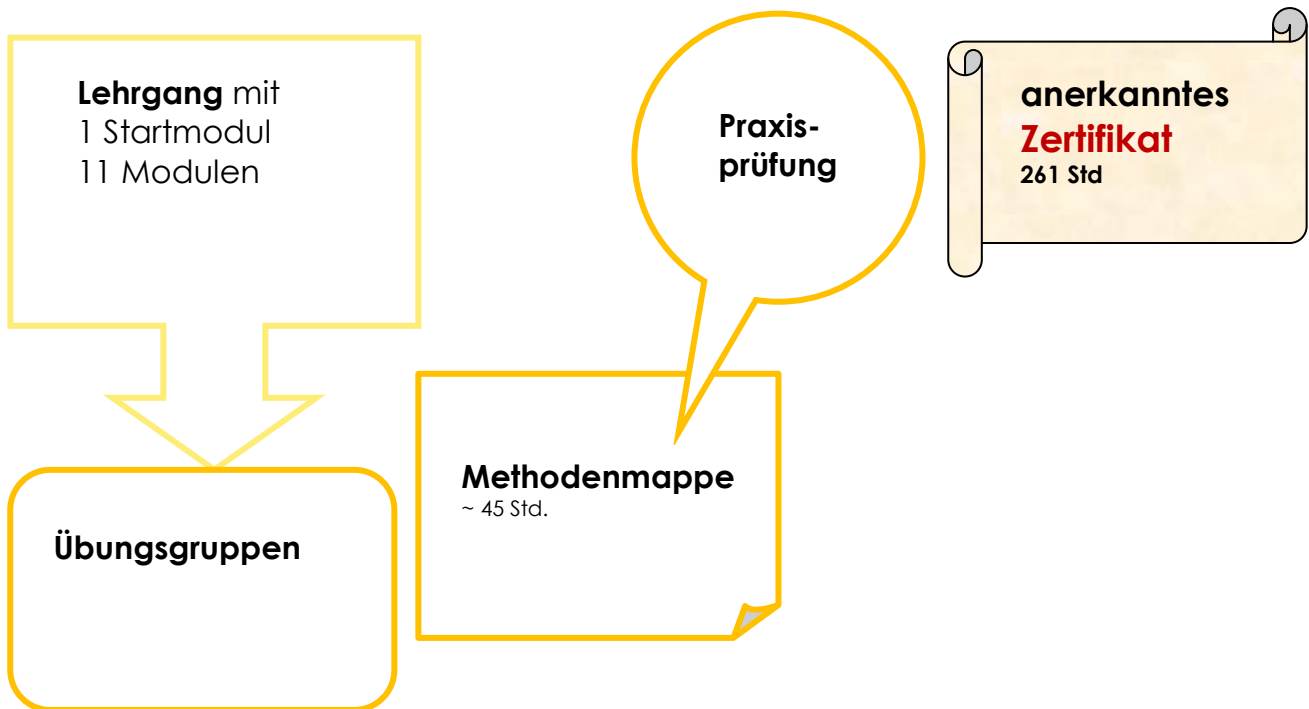 Lehrgang mit
1 Startmodul
11 Modulen
Praxis-
prüfung
anerkanntes
Zertifikat
261 Std
Methodenmappe
~ 45 Std.
Übungsgruppen